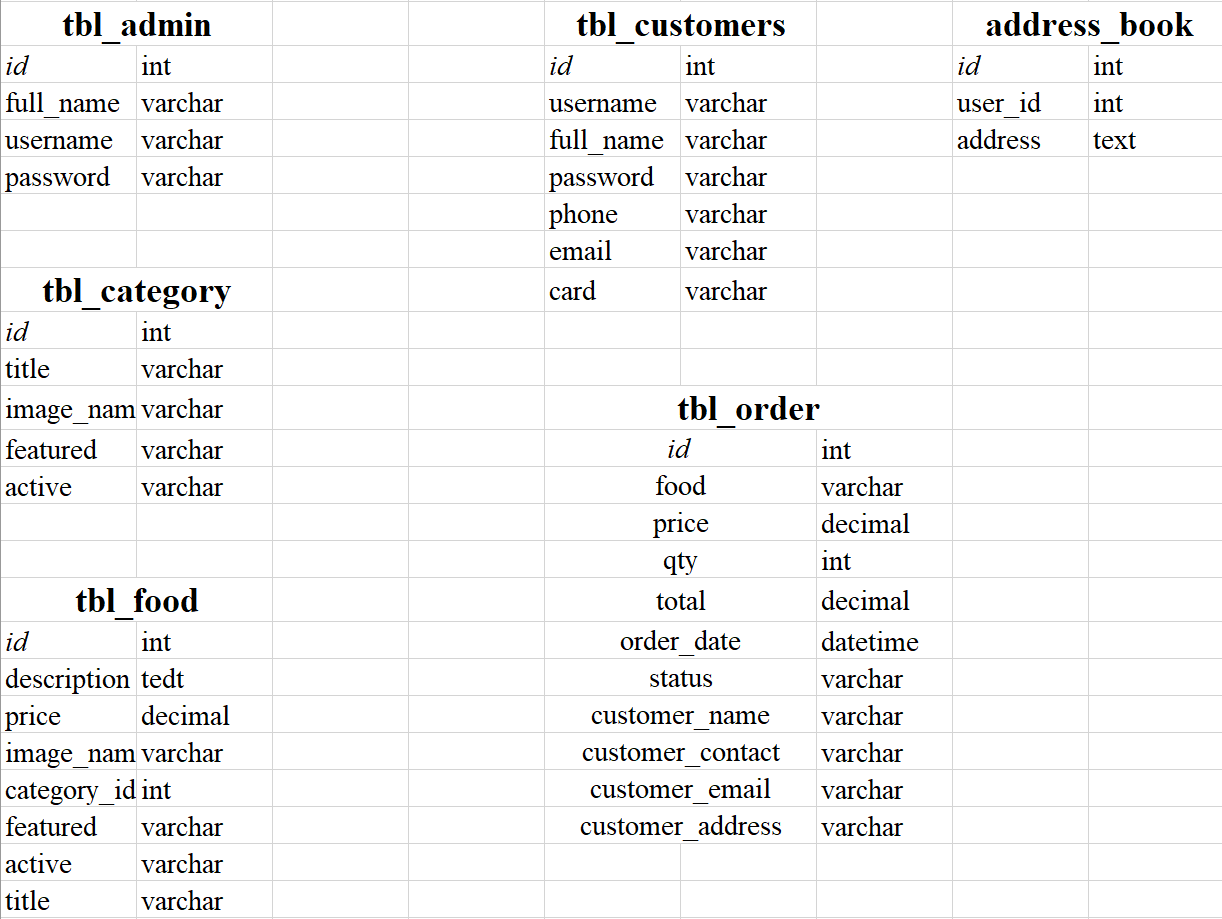 tbl_admin
id int
full_name varchar
username varchar
password varchar
tbl_category
id int
title varchar
image_nam varchar
featured varchar
active varchar
tbl_food
id int
description tedt
price decimal
image_nam varchar
category_id int
featured varchar
active varchar
title varchar
tbl_customers
id int
username varchar
full_name varchar
password varchar
phone varchar
email varchar
card varchar
tbl_order
id int
food varchar
price decimal
qty int
total decimal
order_date datetime
status varchar
customer_name varchar
customer_contact varchar
customer_email varchar
customer_address varchar
address_book
id int
user_id int
address text